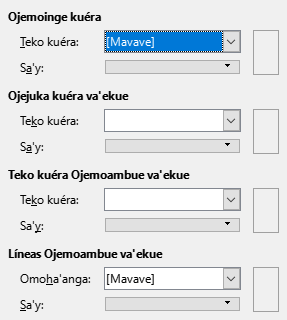 Ojemoinge kuéra
Teko kuéra: [Mavave]
Sa'y:
Ojejuka kuéra va'ekue
Teko kuéra:
Sa'y:
Teko kuéra Ojemoambue va'ekue
Teko kuéra:
Sa'y:
Líneas Ojemoambue va'ekue
Omoha'anga: [Mavave]
Sa'y: